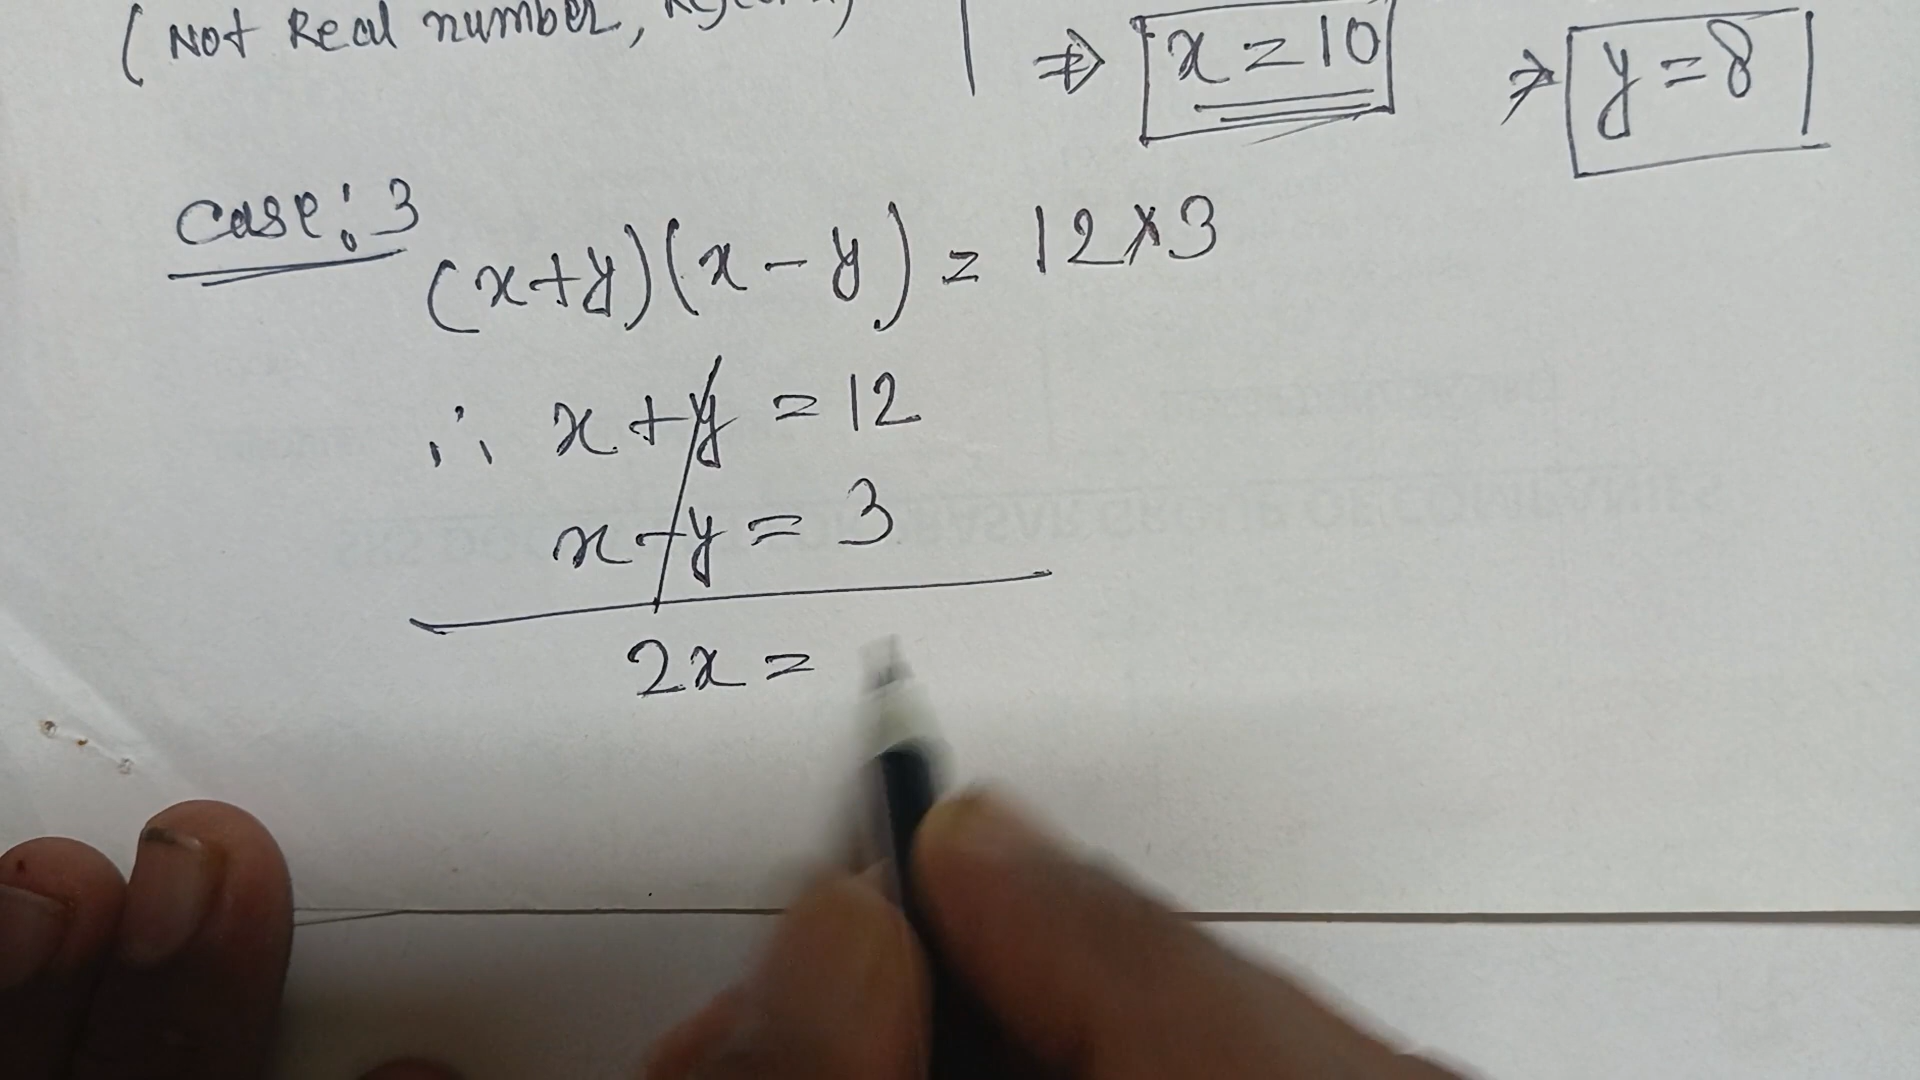 ( Not Real number,
⇒ x = 10
⇒ y = 8
Case: 3
(x+y)(x-y) = 12×3
∴ x+y = 12
x-y = 3
2x =